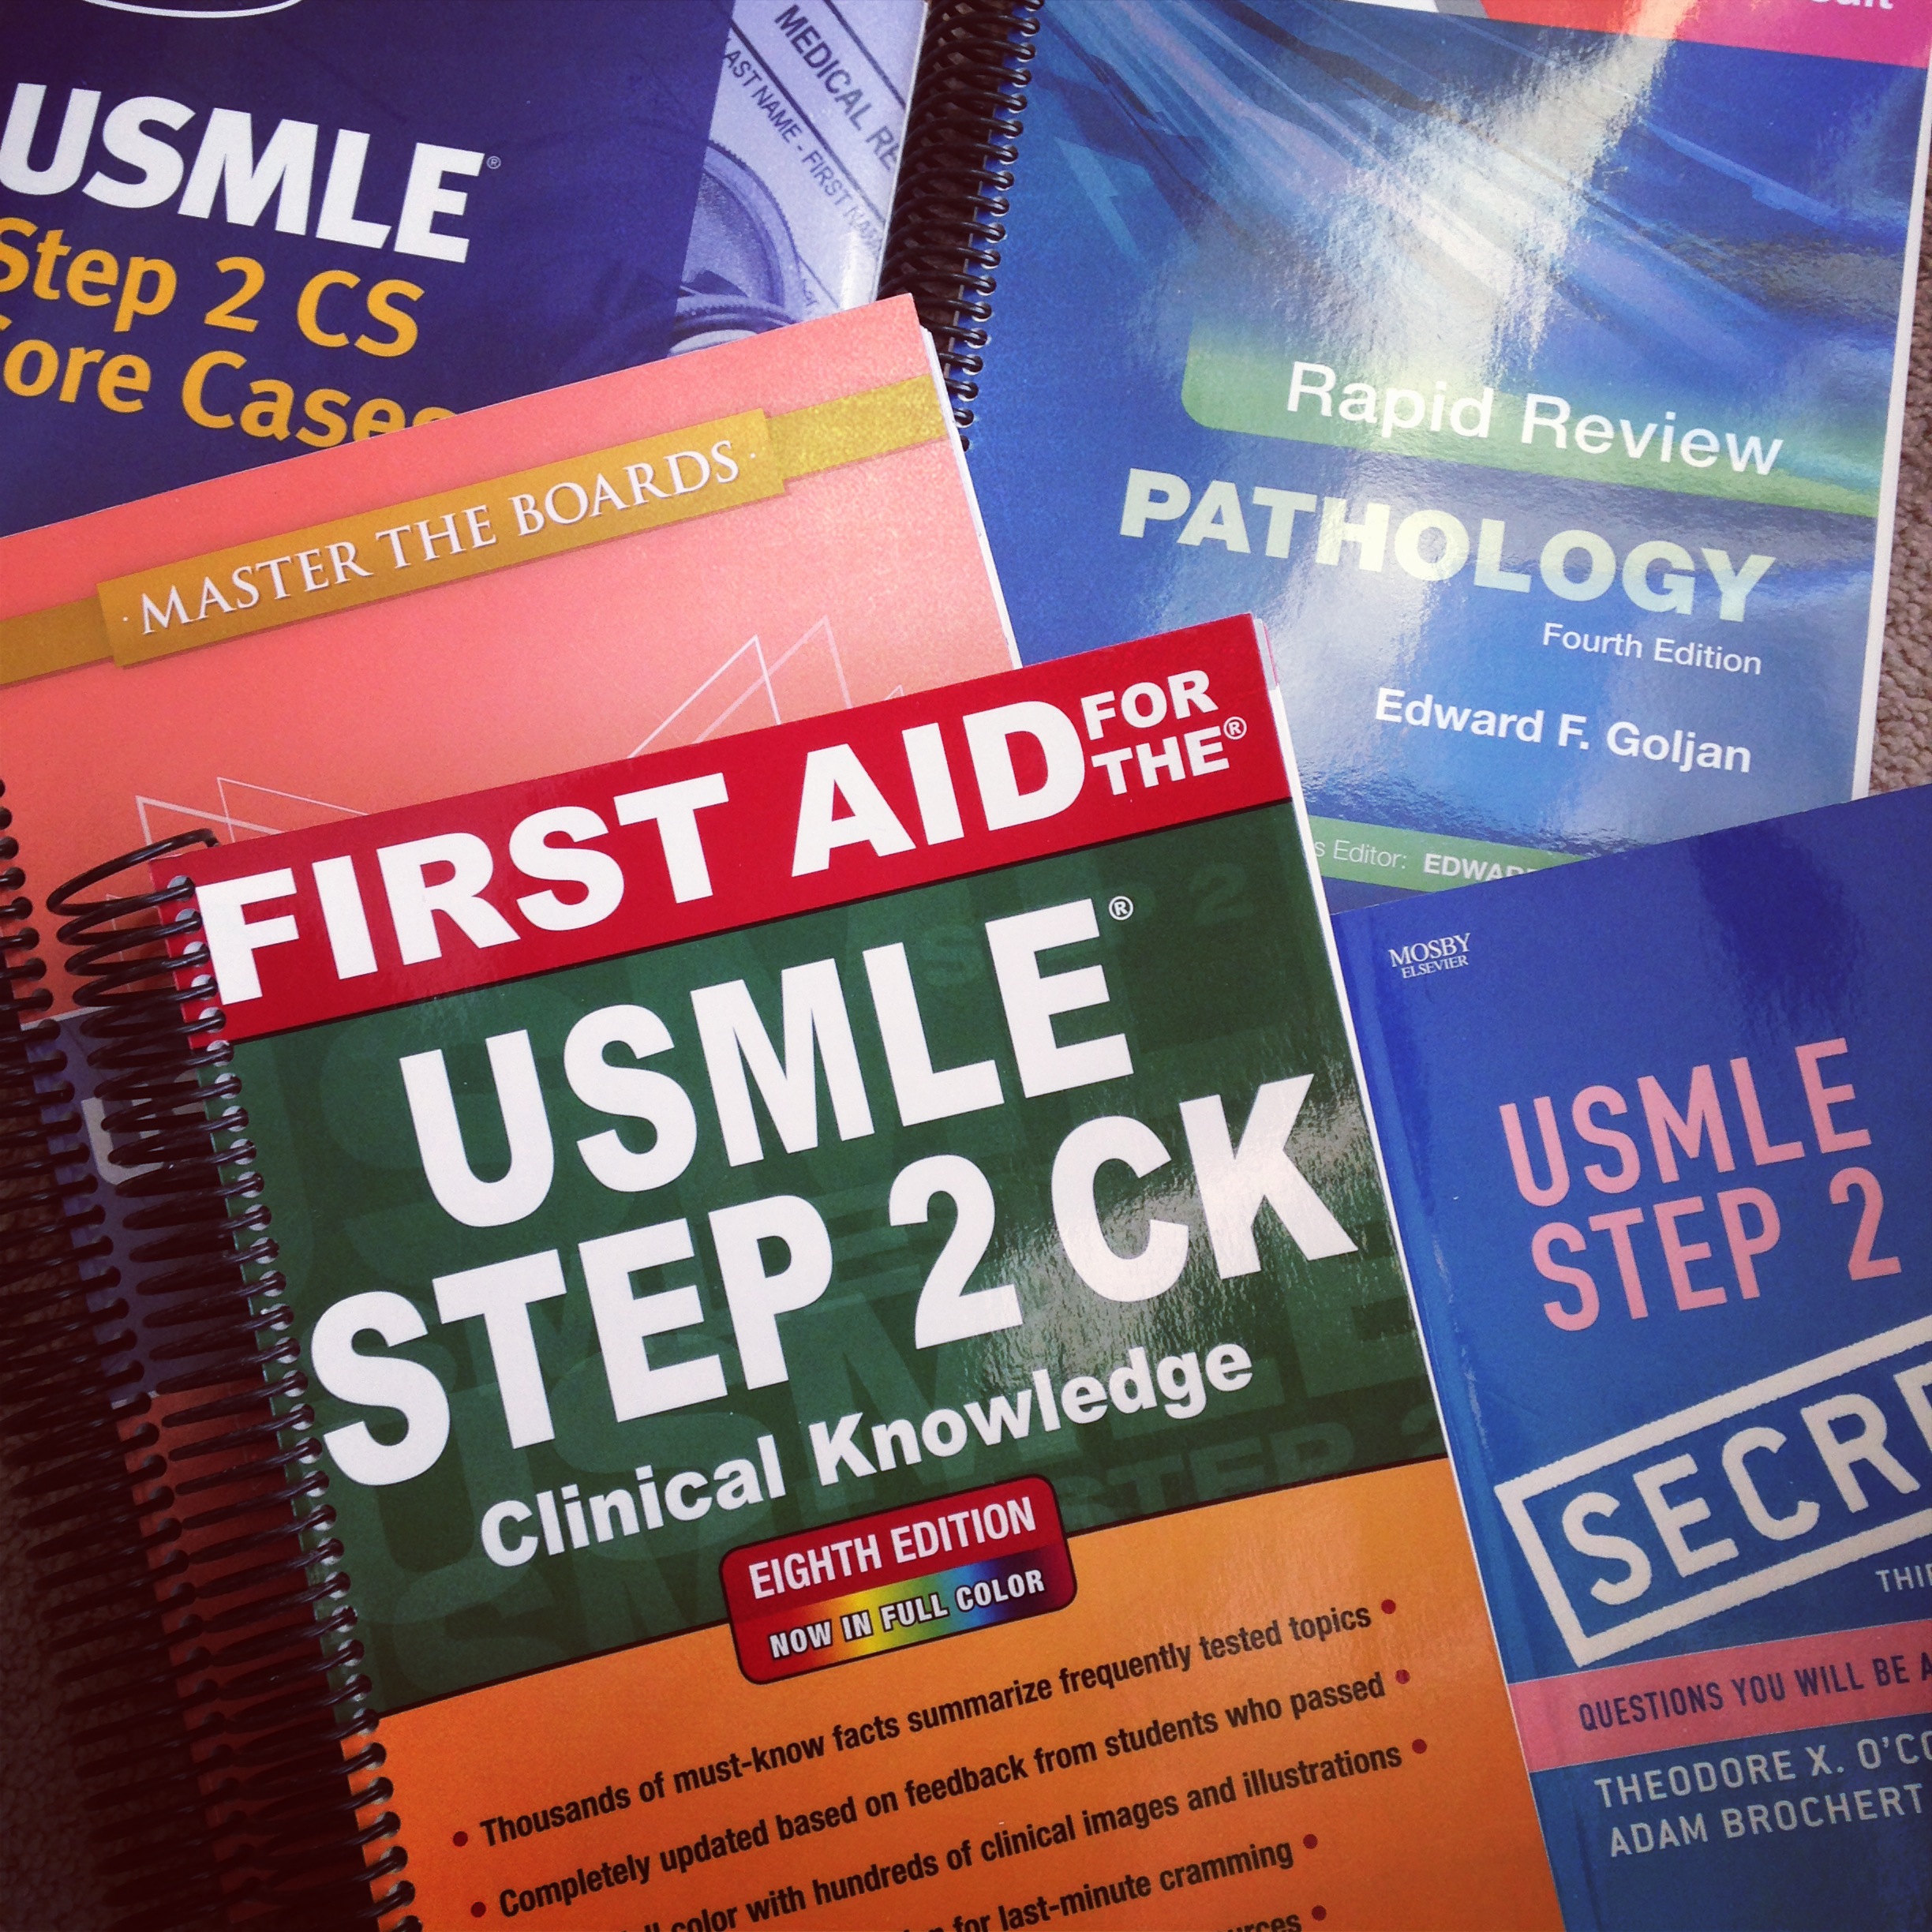 USMLE®
Step 2 CS
ore Cases
MEDICAL RE
AST NAME - FIRST NAM
Rapid Review
PATHOLOGY
Fourth Edition
Edward F. Goljan
s Editor: EDWAR
MASTER THE BOARDS
FIRST AID FOR THE®
USMLE®
STEP 2 CK
Clinical Knowledge
EIGHTH EDITION
NOW IN FULL COLOR
• Thousands of must-know facts summarize frequently tested topics •
• Completely updated based on feedback from students who passed •
color with hundreds of clinical images and illustrations •
for last-minute cramming •
urces •
MOSBY
ELSEVIER
USMLE
STEP 2
SECRE
THI
QUESTIONS YOU WILL BE A
THEODORE X. O'CO
ADAM BROCHERT